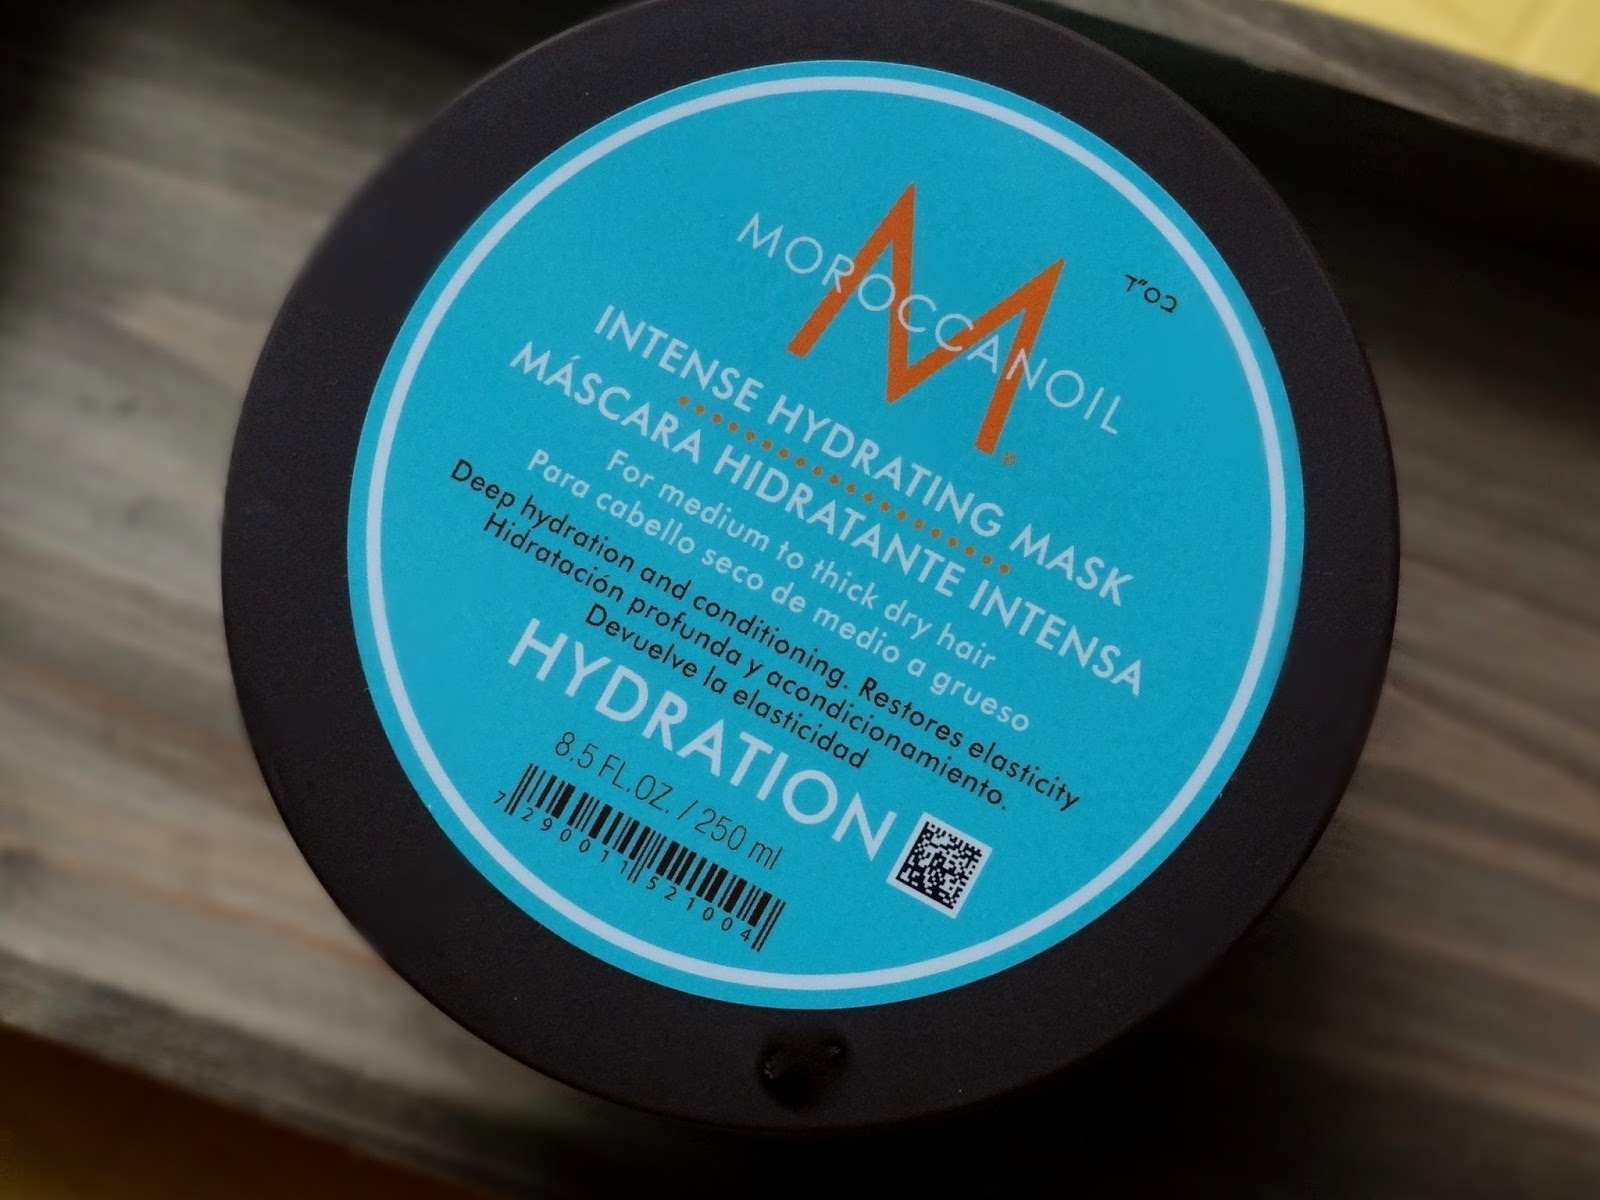 MOROCCANOIL
M
®
בס"ד
INTENSE HYDRATING MASK
MÁSCARA HIDRATANTE INTENSA
For medium to thick dry hair
Para cabello seco de medio a grueso
Deep hydration and conditioning. Restores elasticity
Hidratación profunda y acondicionamiento.
Devuelve la elasticidad
HYDRATION
8.5 FL.OZ. / 250 ml
7290011521004